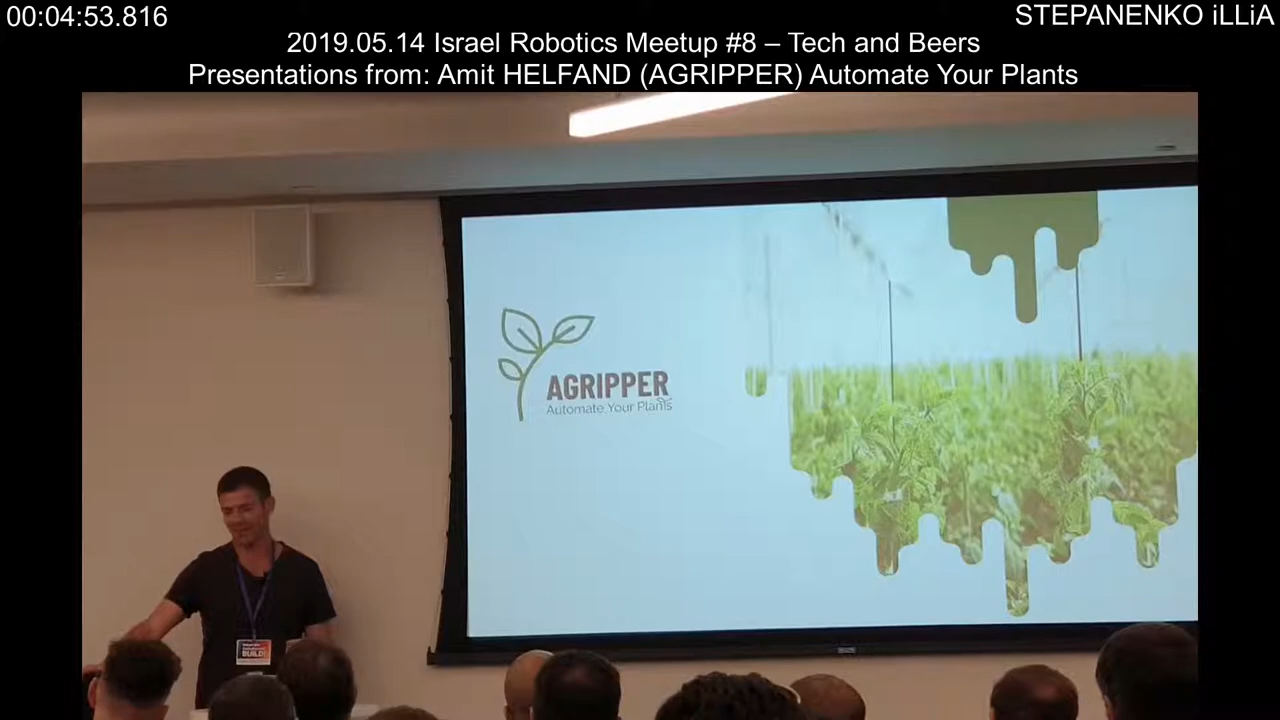 00:04:53.816
STEPANENKO iLLiA
2019.05.14 Israel Robotics Meetup #8 – Tech and Beers
Presentations from: Amit HELFAND (AGRIPPER) Automate Your Plants
AGRIPPER
Automate Your Plants
BUILD